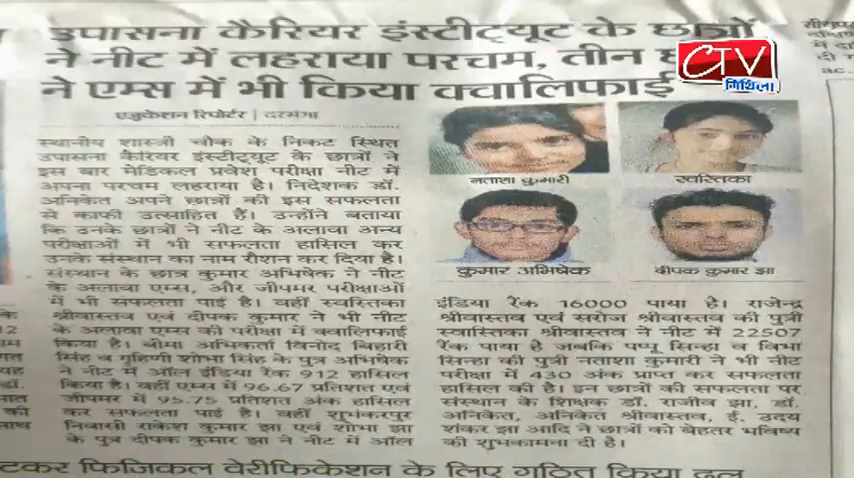 उपासना कैरियर इंस्टीट्यूट के छात्रों
ने नीट में लहराया परचम, तीन
ने एम्स में भी किया क्वालिफाई
CTV
मिथिला
एजुकेशन रिपोर्टर | दरभंगा
स्थानीय शास्त्री चौक के निकट स्थित
उपासना कैरियर इंस्टीट्यूट के छात्रों ने
इस बार मेडिकल प्रवेश परीक्षा नीट में
अपना परचम लहराया है। निदेशक डॉ.
अनिकेत अपने छात्रों की इस सफलता
से काफी उत्साहित हैं। उन्होंने बताया
कि उनके छात्रों ने नीट के अलावा अन्य
परीक्षाओं में भी सफलता हासिल कर
उनके संस्थान का नाम रौशन कर दिया है।
संस्थान के छात्र कुमार अभिषेक ने नीट
के अलावा एम्स, और जीपमर परीक्षाओं
में भी सफलता पाई है। वहीं स्वस्तिका
श्रीवास्तव एवं दीपक कुमार ने भी नीट
के अलावा एम्स की परीक्षा में क्वालिफाई
किया है। बीमा अभिकर्ता विनोद बिहारी
सिंह व गृहिणी शोभा सिंह के पुत्र अभिषेक
ने नीट में ऑल इंडिया रैंक 912 हासिल
किया है। वहीं एम्स में 96.67 प्रतिशत एवं
जीपमर में 95.75 प्रतिशत अंक हासिल
कर सफलता पाई है। वहीं शुभंकरपुर
निवासी राकेश कुमार झा एवं शोभा झा
के पुत्र दीपक कुमार झा ने नीट में ऑल
नताशा कुमारी
स्वस्तिका
कुमार अभिषेक
दीपक कुमार झा
इंडिया रैंक 16000 पाया है। राजेन्द्र
श्रीवास्तव एवं सरोज श्रीवास्तव की पुत्री
स्वास्तिका श्रीवास्तव ने नीट में 22507
रैंक पाया है जबकि पप्पू सिन्हा व विभा
सिन्हा की पुत्री नताशा कुमारी ने भी नीट
परीक्षा में 430 अंक प्राप्त कर सफलता
हासिल की है। इन छात्रों की सफलता पर
संस्थान के शिक्षक डॉ. राजीव झा, डॉ.
अनिकेत, अनिकेत श्रीवास्तव, ई. उदय
शंकर झा आदि ने छात्रों को बेहतर भविष्य
की शुभकामना दी है।
फिजिकल वेरीफिकेशन के लिए गठित किया दल